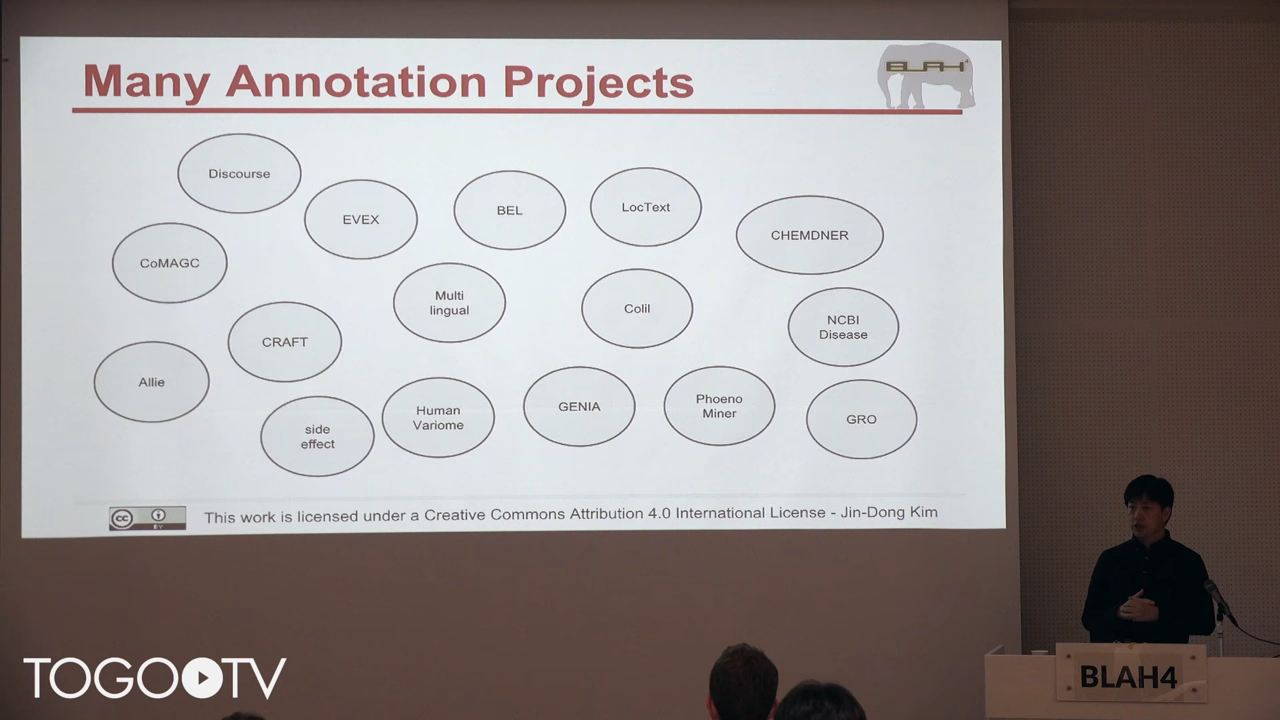 Many Annotation Projects
BLAH
Discourse
EVEX
BEL
LocText
CHEMDNER
CoMAGC
Multi
lingual
Colil
NCBI
Disease
CRAFT
Allie
side
effect
Human
Variome
GENIA
Phoeno
Miner
GRO
cc
BY
This work is licensed under a Creative Commons Attribution 4.0 International License - Jin-Dong Kim
TOGOTV
BLAH4